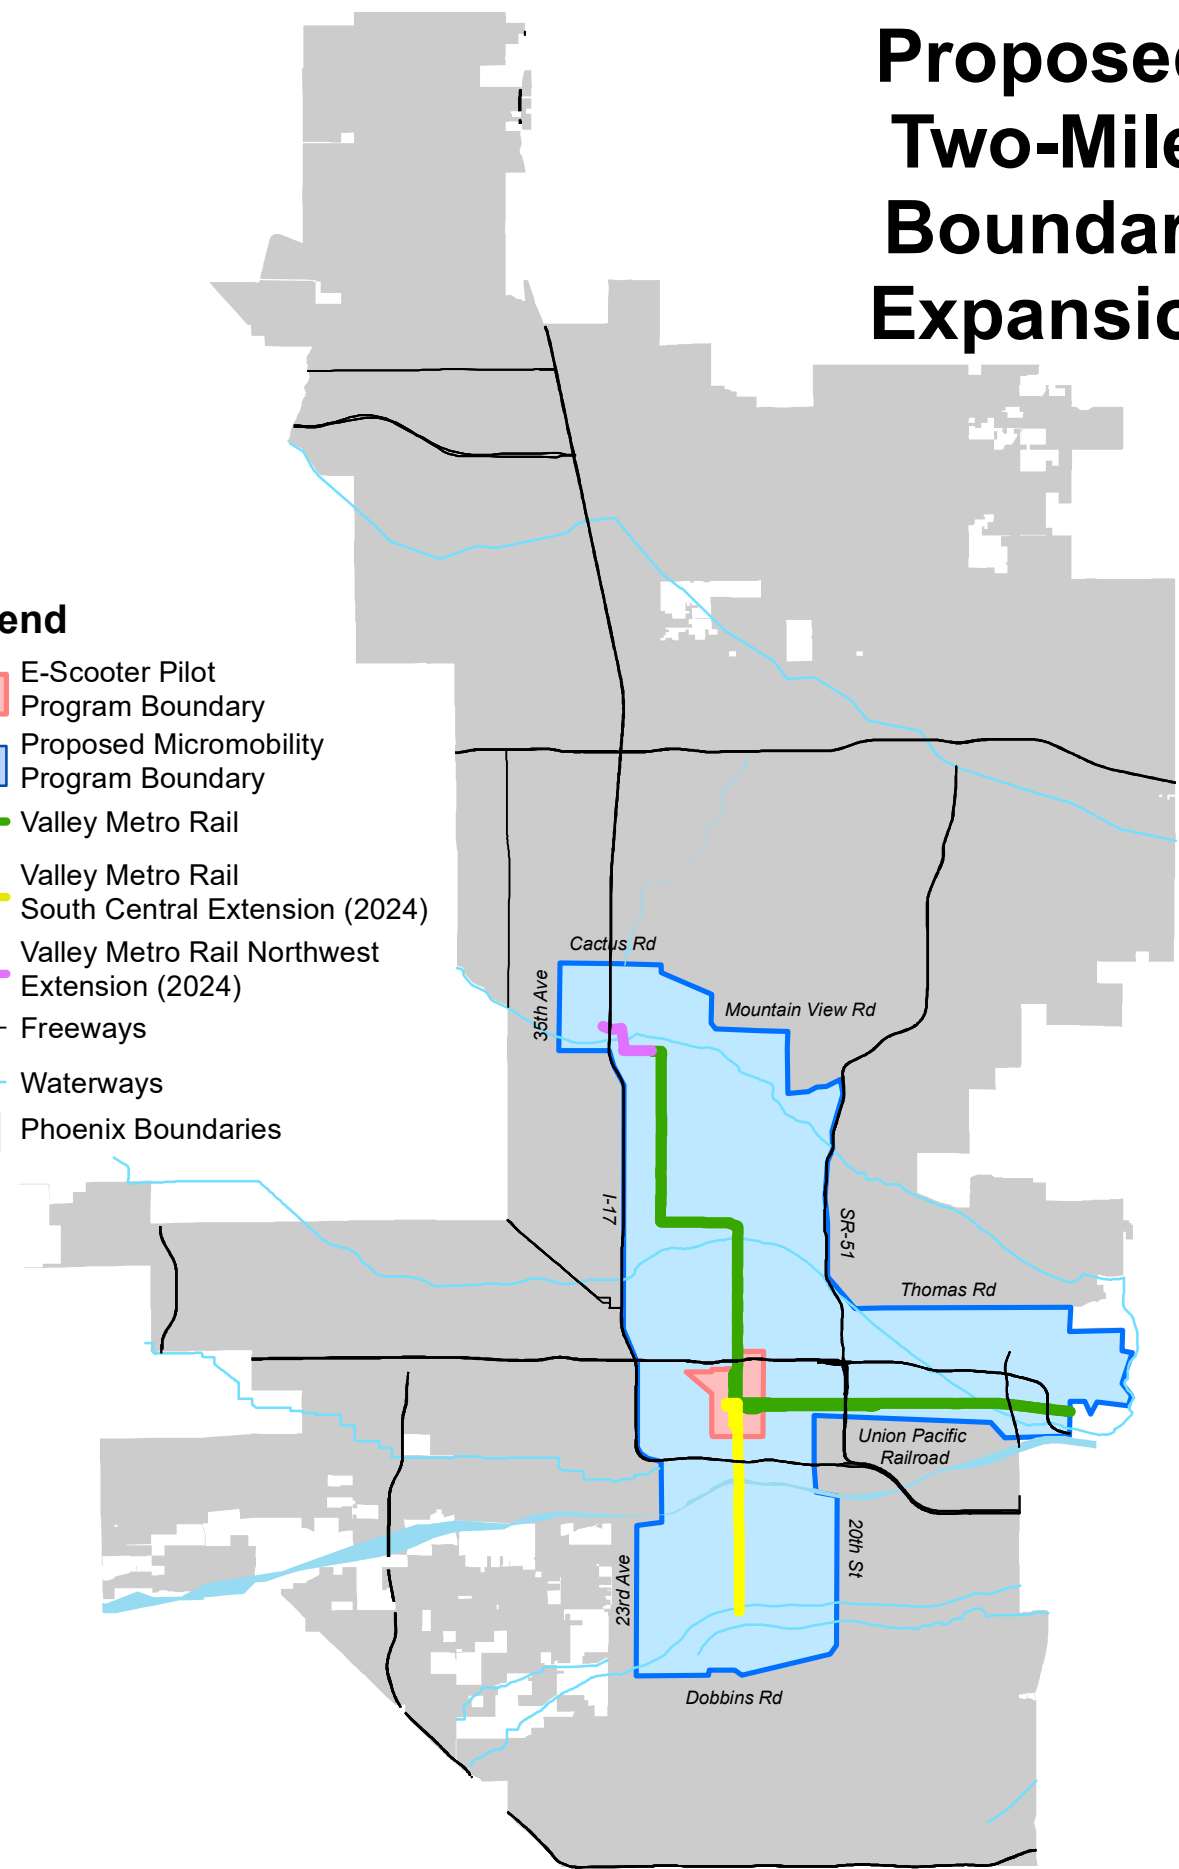 Proposed
Two-Mile
Boundar
Expansio
end
E-Scooter Pilot
Program Boundary
Proposed Micromobility
Program Boundary
Valley Metro Rail
Valley Metro Rail
South Central Extension (2024)
Valley Metro Rail Northwest
Extension (2024)
Freeways
Waterways
Phoenix Boundaries
Cactus Rd
35th Ave
Mountain View Rd
I-17
SR-51
Thomas Rd
Union Pacific
Railroad
20th St
23rd Ave
Dobbins Rd